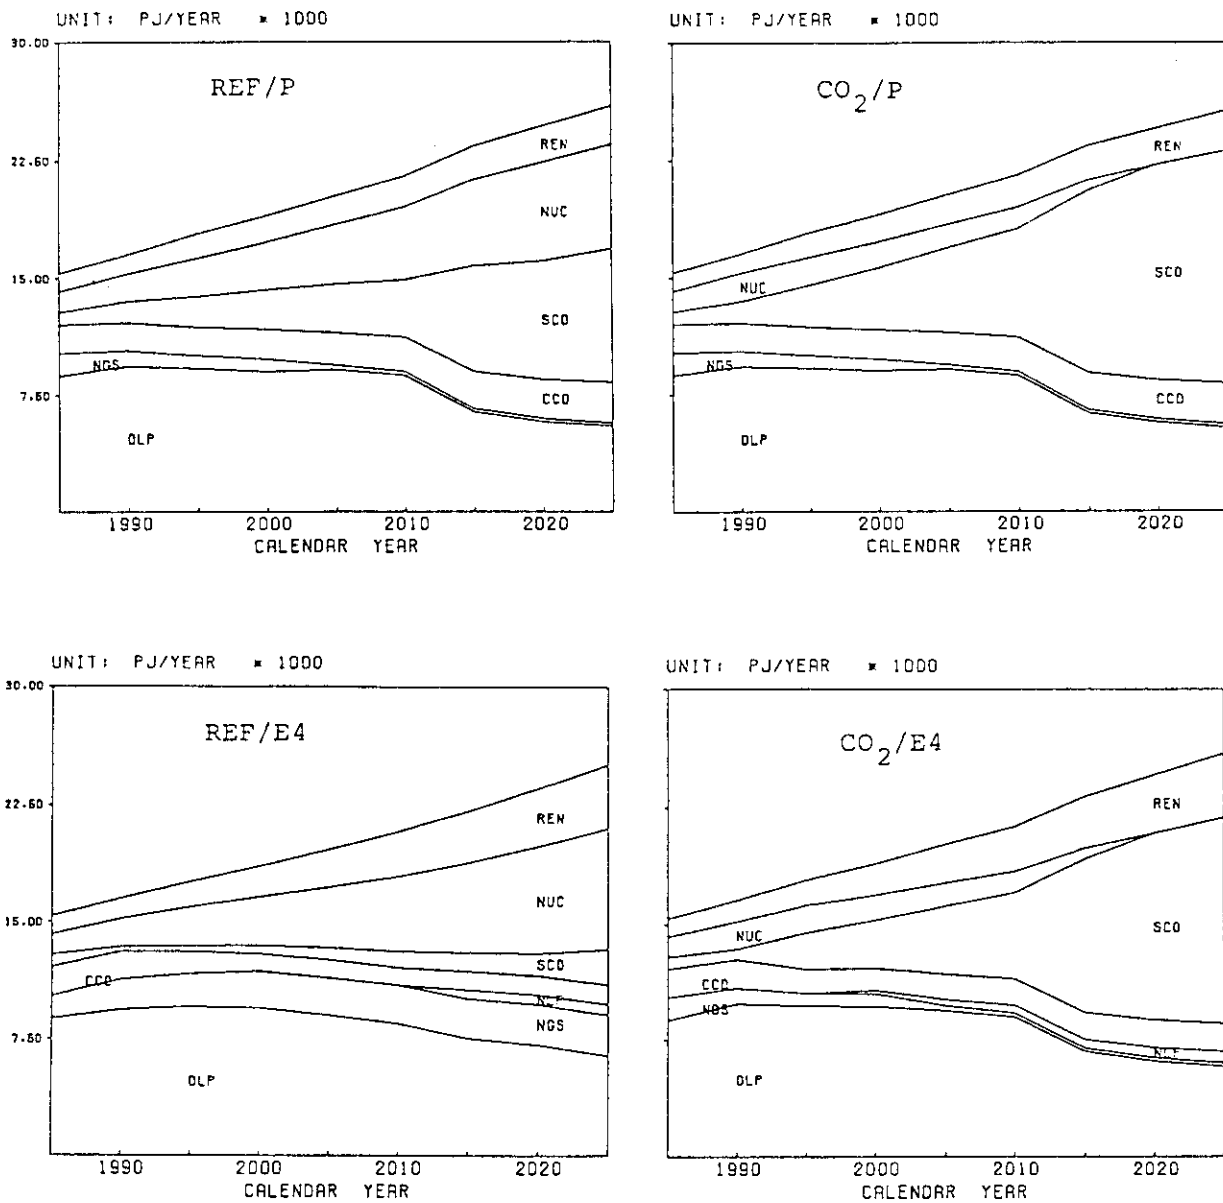 UNIT: PJ/YEAR * 1000
30.00
REF/P
REN
22.50
NUC
15.00
SCO
NGS
7.50
CCO
OLP
1990 2000 2010 2020
CALENDAR YEAR
UNIT: PJ/YEAR * 1000
CO2/P
REN
NUC
SCO
NGS
CCO
OLP
1990 2000 2010 2020
CALENDAR YEAR
UNIT: PJ/YEAR * 1000
30.00
REF/E4
22.50
REN
NUC
15.00
SCO
CCO
NCF
NGS
7.50
OLP
1990 2000 2010 2020
CALENDAR YEAR
UNIT: PJ/YEAR * 1000
CO2/E4
REN
NUC
SCO
CCO
NGS
NCF
OLP
1990 2000 2010 2020
CALENDAR YEAR